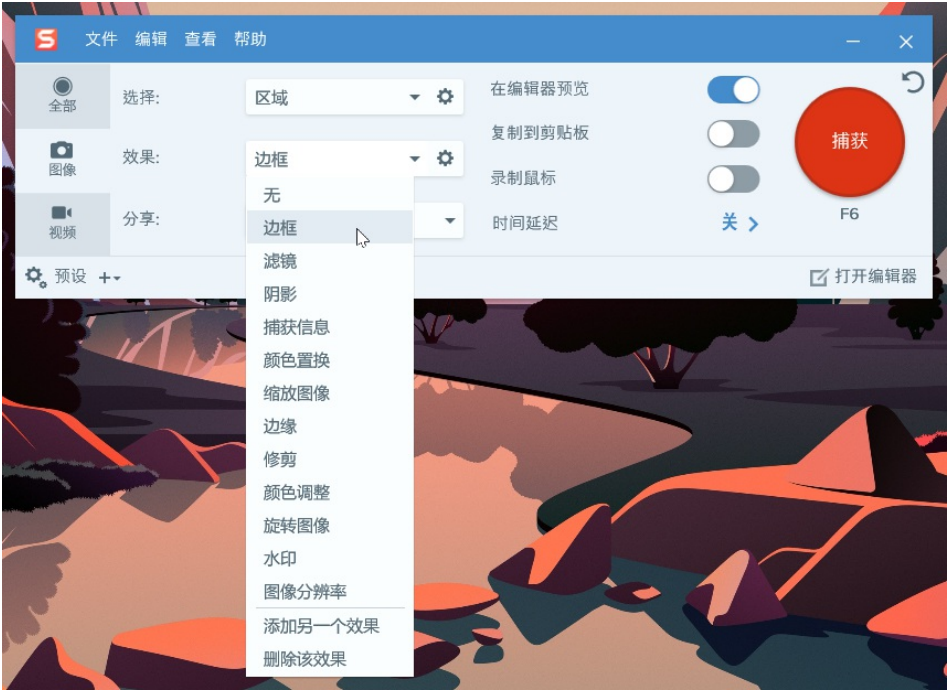 S
文件 编辑 查看 帮助
全部
图像
视频
选择:
区域
效果:
边框
分享:
无
边框
滤镜
阴影
捕获信息
颜色置换
缩放图像
边缘
修剪
颜色调整
旋转图像
水印
图像分辨率
添加另一个效果
删除该效果
在编辑器预览
复制到剪贴板
录制鼠标
时间延迟
关
捕获
F6
预设
打开编辑器